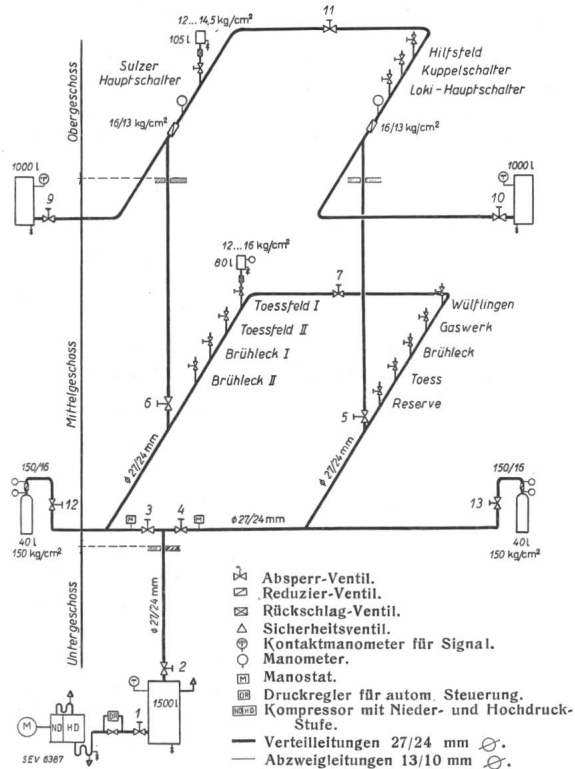 11
12...14,5 kg/cm²
105 l
Sulzer
Hauptschalter
Hilfsfeld
Kuppelschalter
Loki-Hauptschalter
16/13 kg/cm²
16/13 kg/cm²
Obergeschoss
1000 l
9
10
1000 l
12...16 kg/cm²
80 l
7
Toessfeld I
Toessfeld II
Brühleck I
Brühleck II
Wülflingen
Gaswerk
Brühleck
Toess
Reserve
6
5
Mittelgeschoss
ø 27/24 mm
ø 27/24 mm
150/16
12
40 l
150 kg/cm²
M
3
4
M
ø 27/24 mm
150/16
13
40 l
150 kg/cm²
Untergeschoss
ø 27/24 mm
2
1500 l
DR
1
M
ND HD
SEV 6387
Absperr-Ventil.
Reduzier-Ventil.
Rückschlag-Ventil.
Sicherheitsventil.
Kontaktmanometer für Signal.
Manometer.
M Manostat.
DR Druckregler für autom. Steuerung.
ND HD Kompressor mit Nieder- und Hochdruck-
Stufe.
Verteilleitungen 27/24 mm ⌀.
Abzweigleitungen 13/10 mm ⌀.